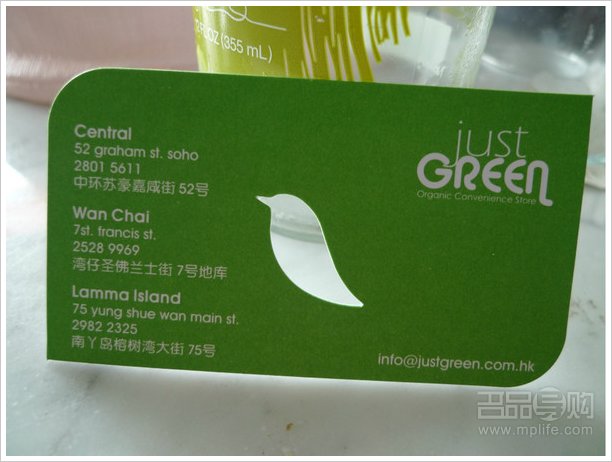 12 FL OZ (355 mL)
Central
52 graham st. soho
2801 5611
中环苏豪嘉咸街 52号
Wan Chai
7st. francis st.
2528 9969
湾仔圣佛兰士街 7号地库
Lamma Island
75 yung shue wan main st.
2982 2325
南丫岛榕树湾大街 75号
just
GREEN
Organic Convenience Store
info@justgreen.com.hk
名品导购
www.mplife.com